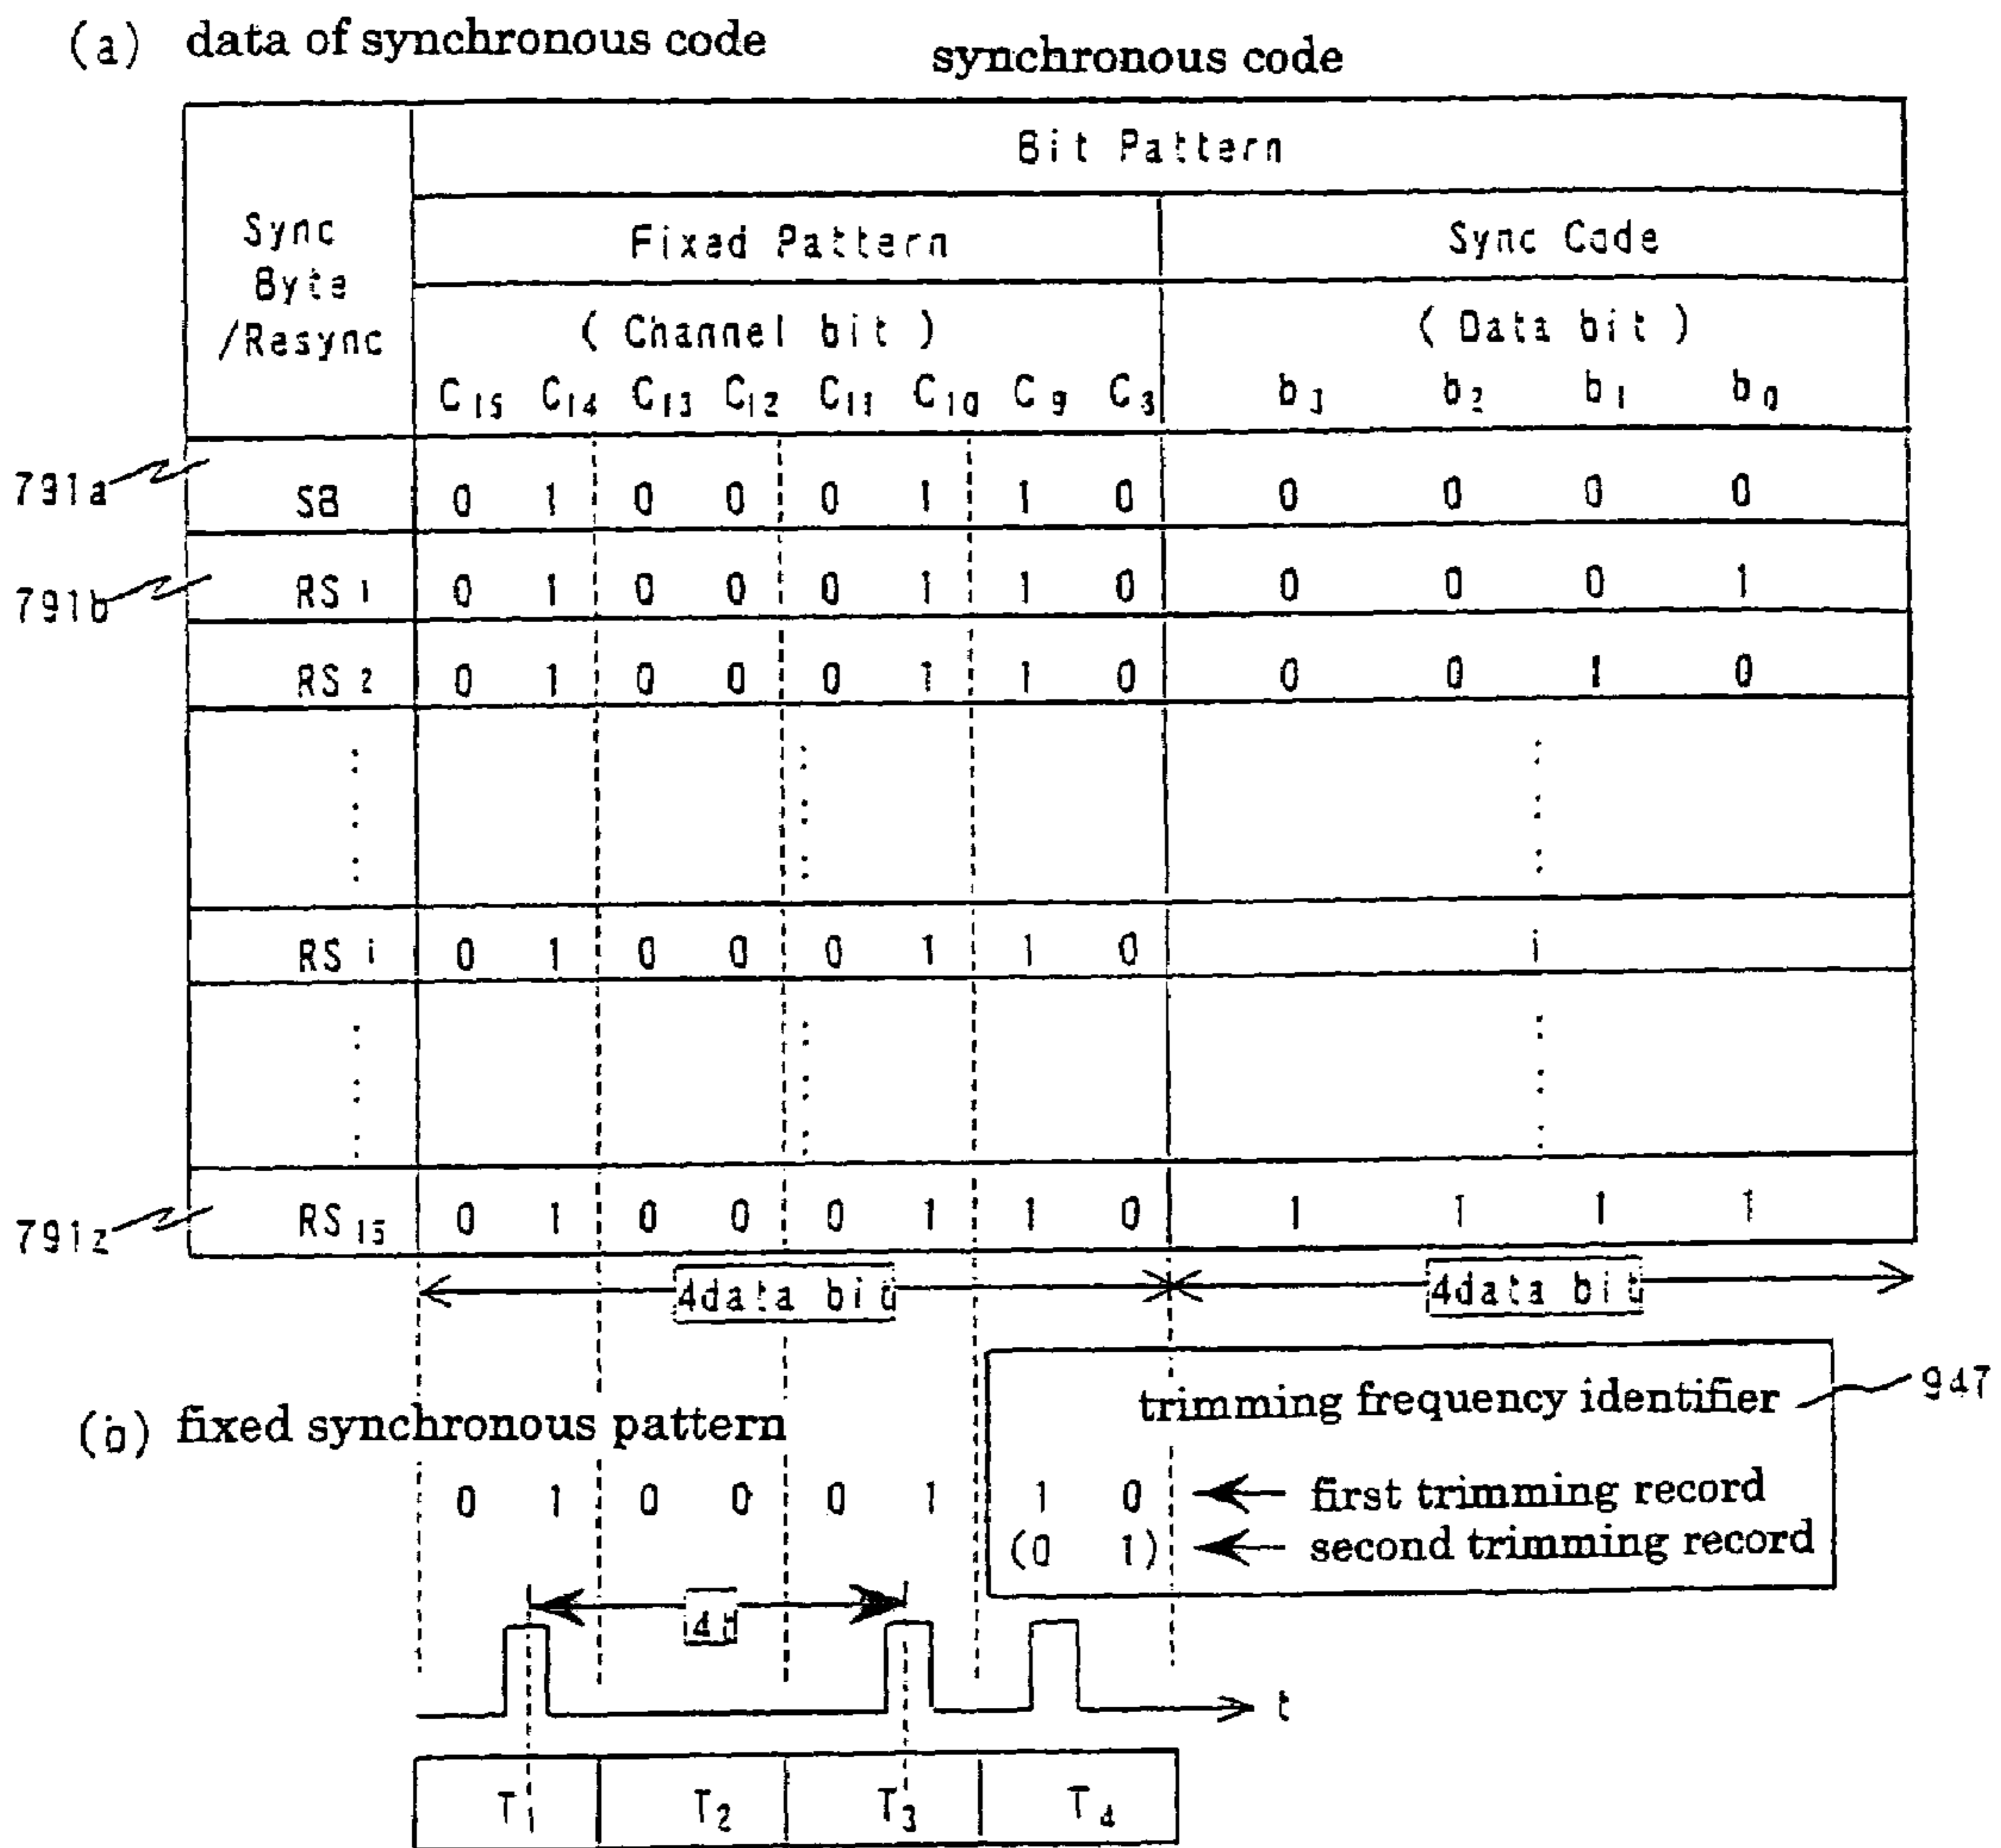 (a) data of synchronous code
synchronous code
Sync Byte /Resync
Bit Pattern
Fixed Pattern
Sync Code
( Channel bit )
( Data bit )
C15 C14 C13 C12 C11 C10 C9 C8 b3 b2 b1 b0
791a SB 0 1 0 0 0 1 1 0 0 0 0 0
791b RS1 0 1 0 0 0 1 1 0 0 0 0 1
RS2 0 1 0 0 0 1 1 0 0 0 1 0
RS i 0 1 0 0 0 1 1 0 i
791z RS15 0 1 0 0 0 1 1 0 1 1 1 1
4data bit
4data bit
trimming frequency identifier
947
(b) fixed synchronous pattern
0 1 0 0 0 1 1 0 first trimming record
(0 1) second trimming record
t
T1 T2 T3 T4